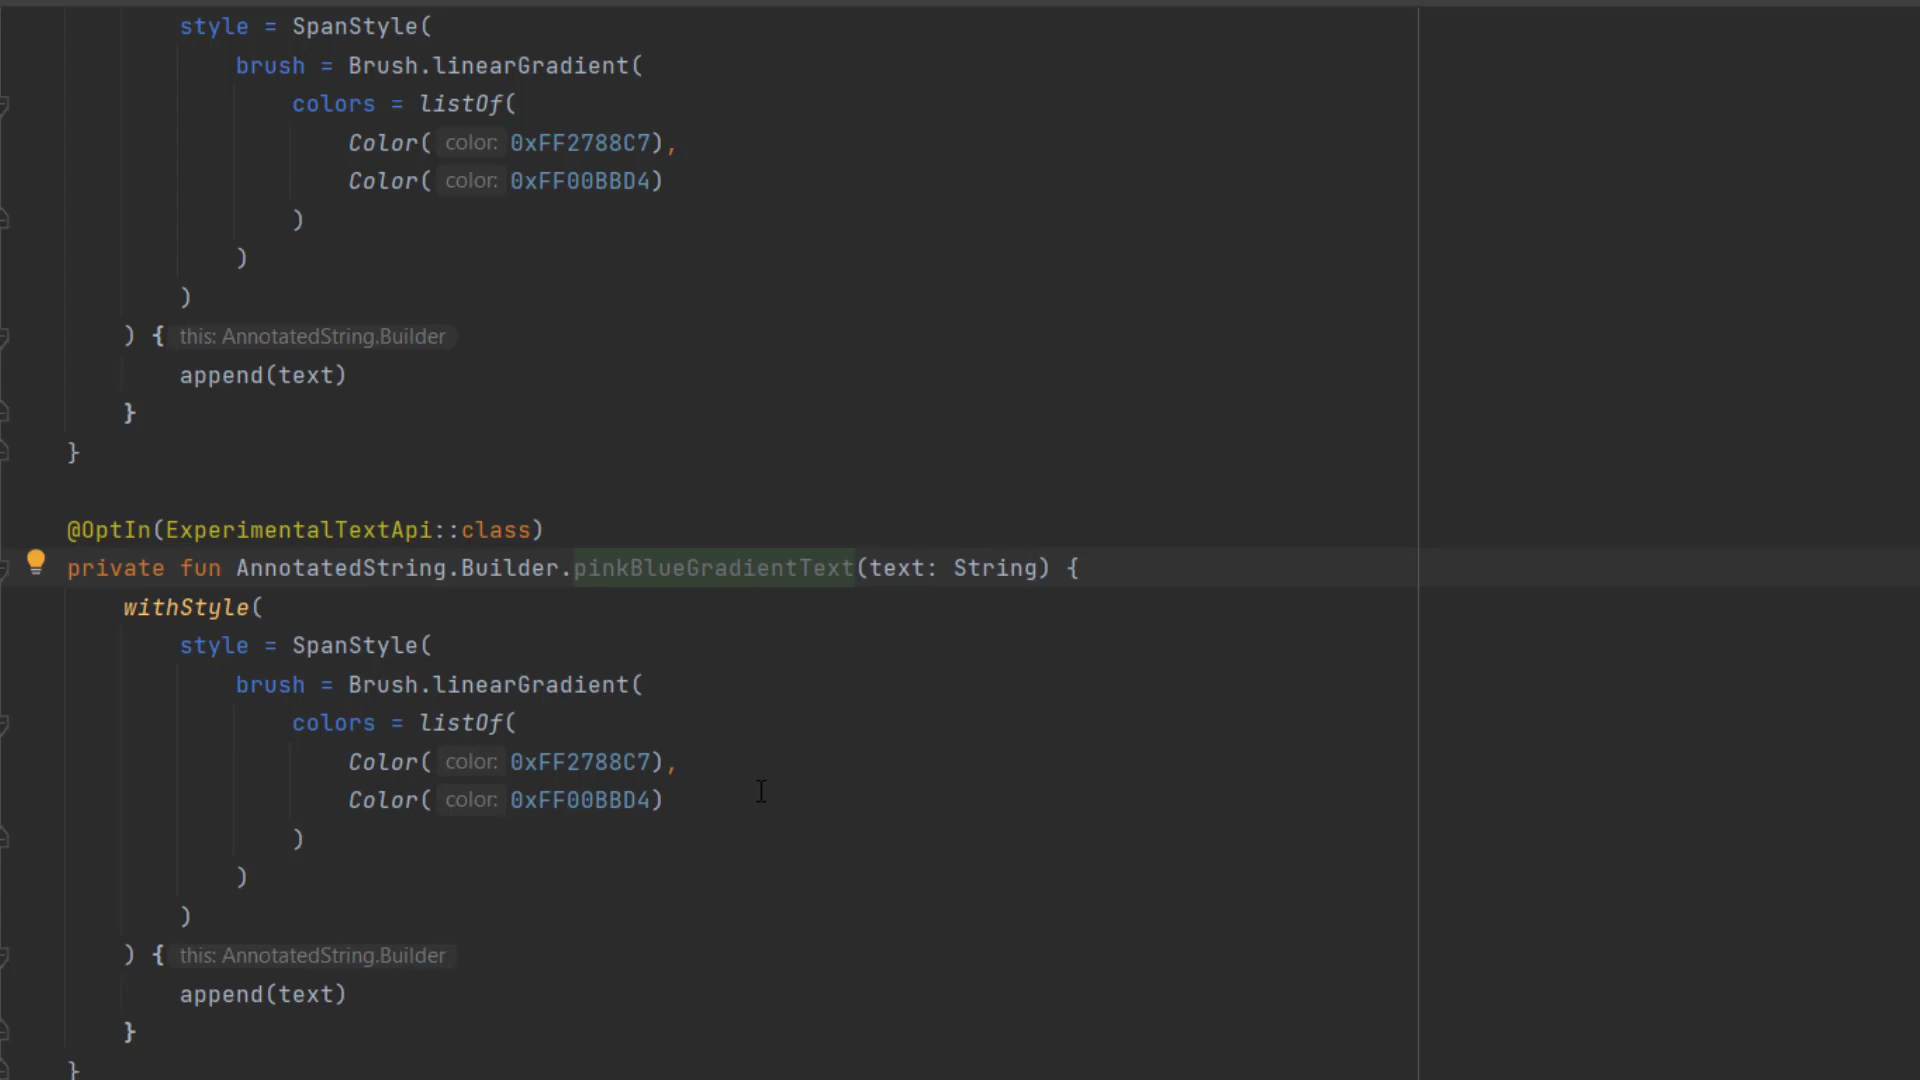 style = SpanStyle(
brush = Brush.linearGradient(
colors = listOf(
Color( color: 0xFF2788C7),
Color( color: 0xFF00BBD4)
)
)
)
) { this: AnnotatedString.Builder
append(text)
}
}
@OptIn(ExperimentalTextApi::class)
private fun AnnotatedString.Builder.pinkBlueGradientText(text: String) {
withStyle(
style = SpanStyle(
brush = Brush.linearGradient(
colors = listOf(
Color( color: 0xFF2788C7),
Color( color: 0xFF00BBD4)
)
)
)
) { this: AnnotatedString.Builder
append(text)
}
}